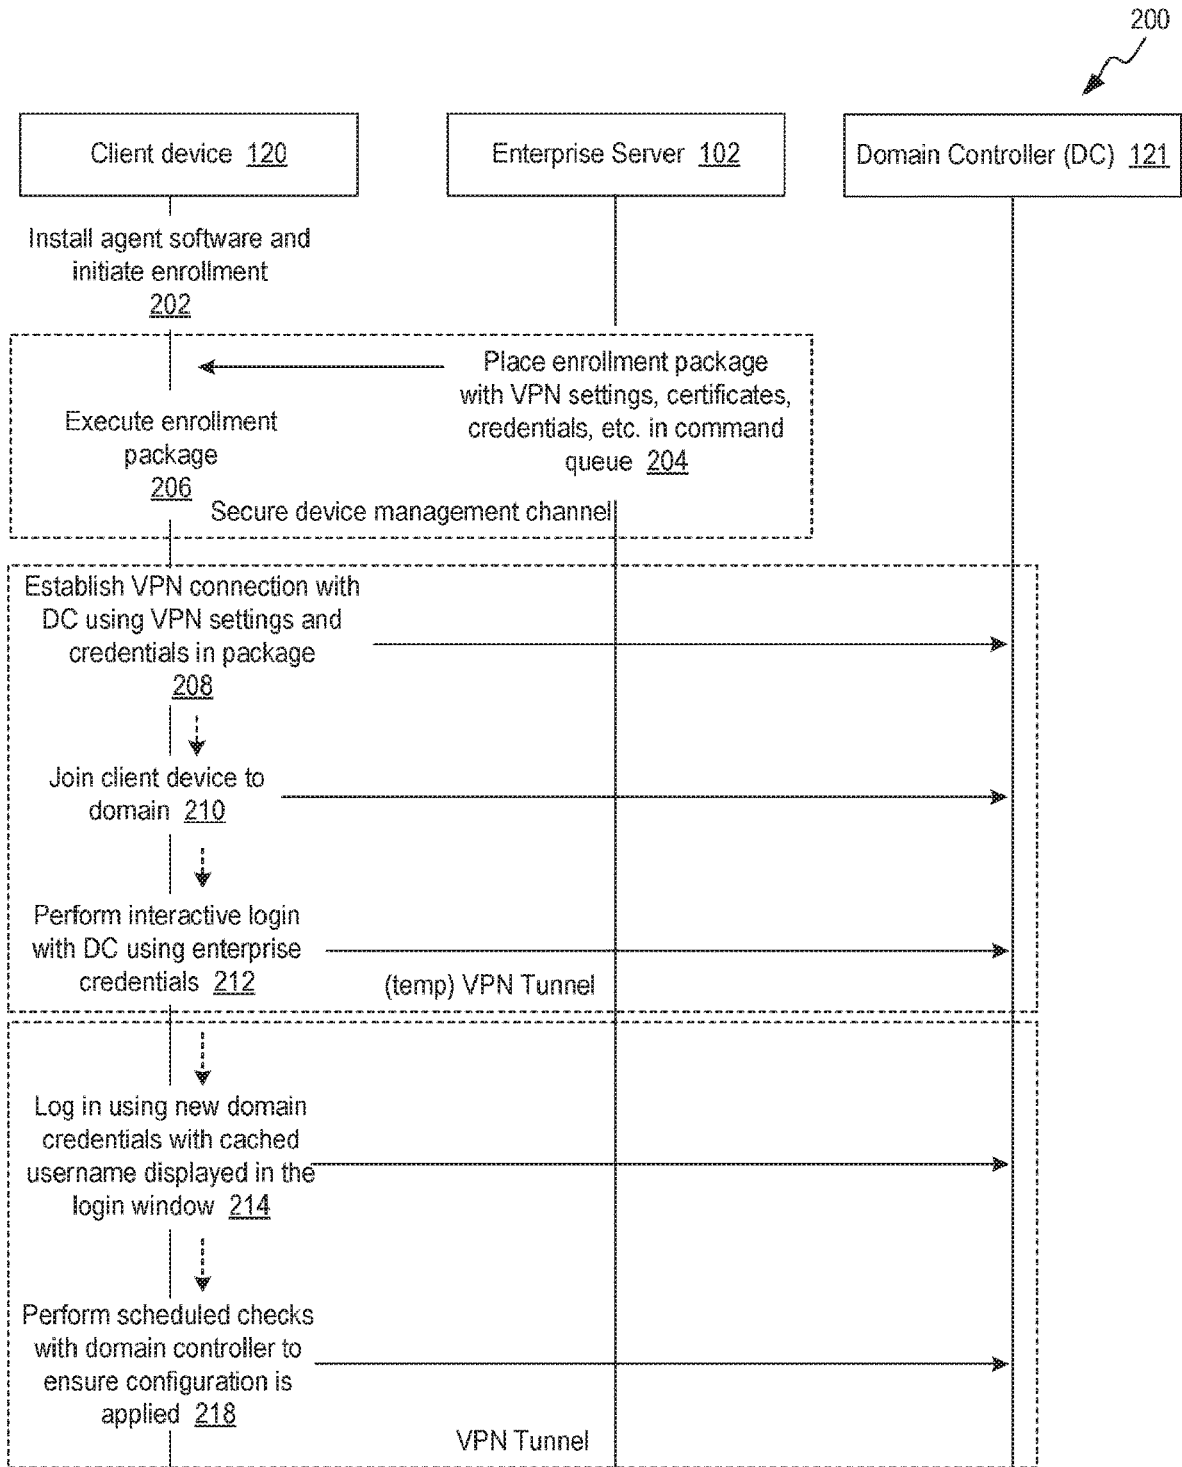 200
Client device 120
Enterprise Server 102
Domain Controller (DC) 121
Install agent software and
initiate enrollment
202
Place enrollment package
with VPN settings, certificates,
credentials, etc. in command
queue 204
Execute enrollment
package
206
Secure device management channel
Establish VPN connection with
DC using VPN settings and
credentials in package
208
Join client device to
domain 210
Perform interactive login
with DC using enterprise
credentials 212
(temp) VPN Tunnel
Log in using new domain
credentials with cached
username displayed in the
login window 214
Perform scheduled checks
with domain controller to
ensure configuration is
applied 218
VPN Tunnel